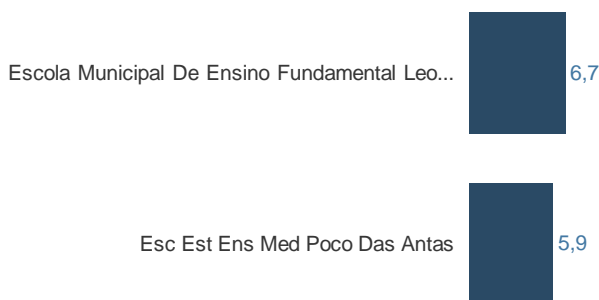 Escola Municipal De Ensino Fundamental Leo... 6,7
Esc Est Ens Med Poco Das Antas 5,9